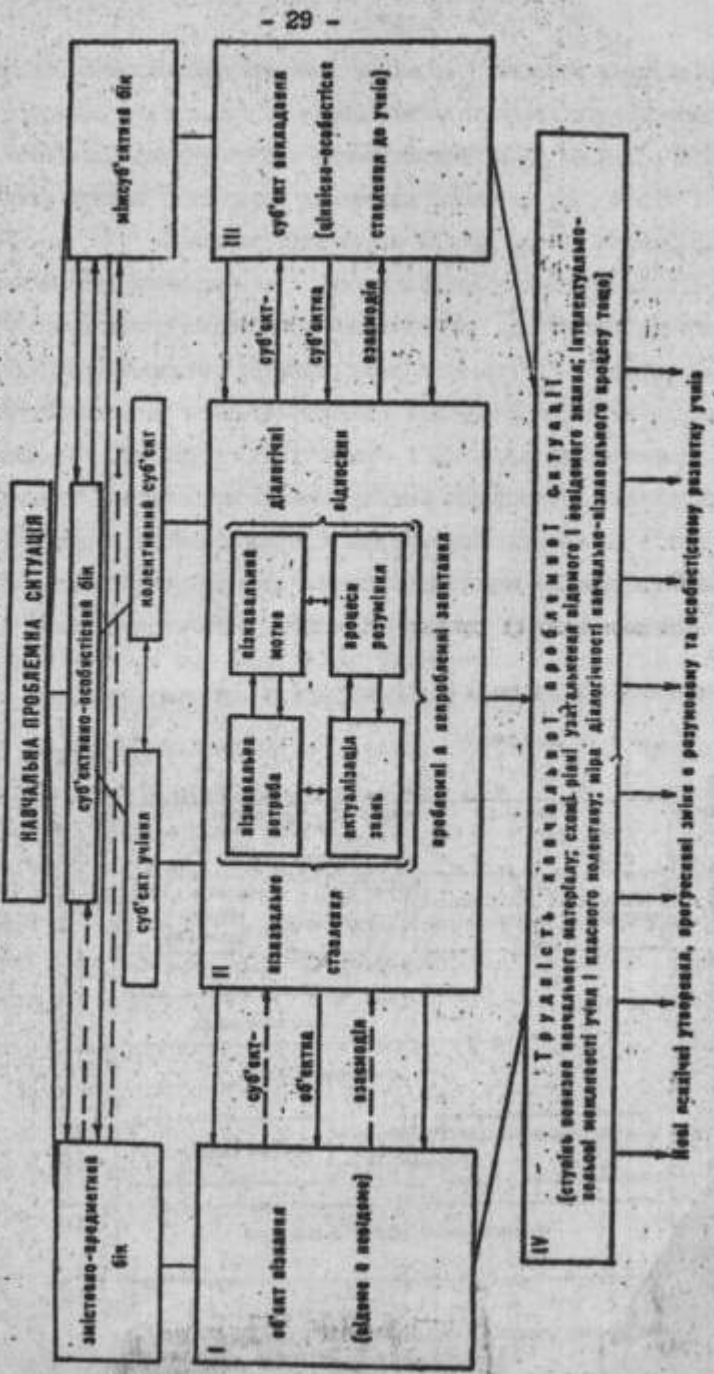 - 29 -
НАВЧАЛЬНА ПРОБЛЕМНА СИТУАЦІЯ
змістовно-предметний
бік
суб'єктивно-особистісний бік
міжсуб'єктний бік
суб'єкт учіння
колективний суб'єкт
I
об'єкт пізнання
(відоме й невідоме)
суб'єкт-
об'єктна
взаємодія
II
пізнавальне
ставлення
пізнавальна
потреба
пізнавальний
мотив
актуалізація
знань
процеси
розуміння
діалогічні
відносини
проблемні й непроблемні запитання
суб'єкт-
суб'єктна
взаємодія
III
суб'єкт викладання
(ціннісно-особистісне
ставлення до учнів)
IV
Трудність навчальної проблемної ситуації
(ступінь новизни навчального матеріалу; схожі рівні узагальнення відомого і невідомого знання; інтелектуально-
вольові можливості учня і класного колективу; міра діалогічності навчально-пізнавального процесу тощо)
Нові психічні утворення, прогресивні зміни в розумовому та особистісному розвитку учнів